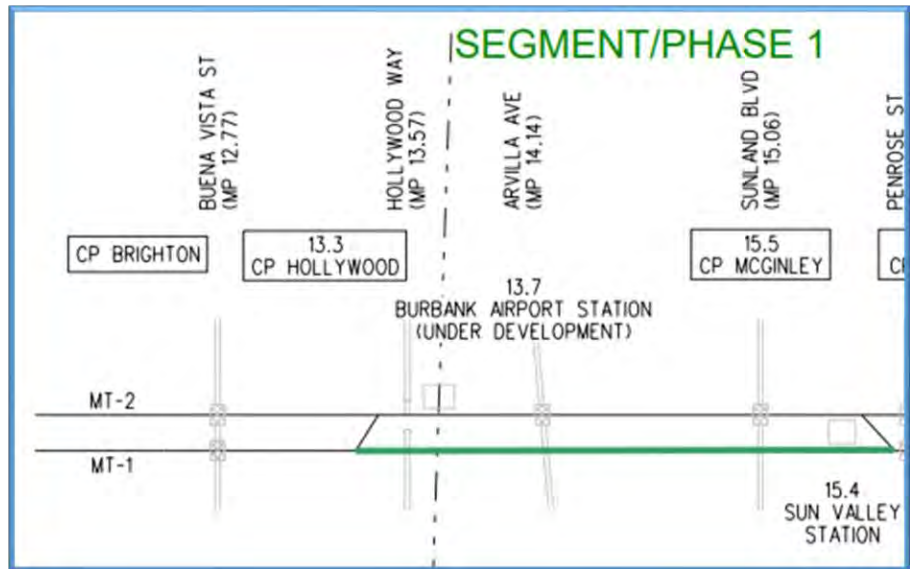 SEGMENT/PHASE 1
BUENA VISTA ST
(MP 12.77)
HOLLYWOOD WAY
(MP 13.57)
ARVILLA AVE
(MP 14.14)
SUNLAND BLVD
(MP 15.06)
PENROSE ST
CP BRIGHTON
13.3
CP HOLLYWOOD
15.5
CP MCGINLEY
13.7
BURBANK AIRPORT STATION
(UNDER DEVELOPMENT)
MT-2
MT-1
15.4
SUN VALLEY
STATION